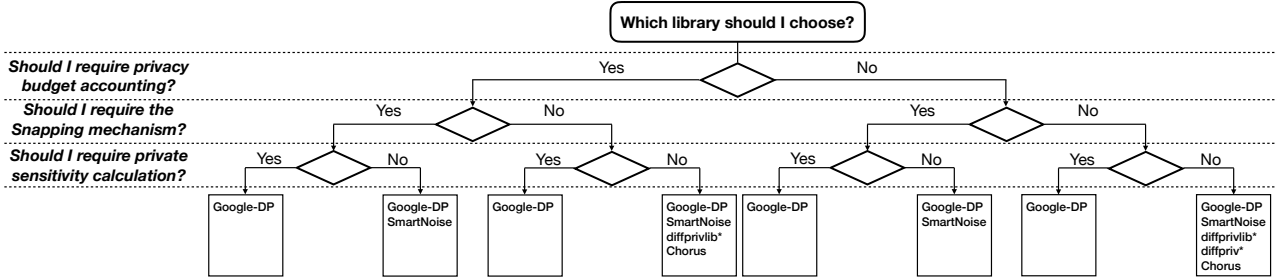 Which library should I choose?
Should I require privacy
budget accounting?
Yes
No
Should I require the
Snapping mechanism?
Yes
No
Yes
No
Should I require private
sensitivity calculation?
Yes
No
Yes
No
Yes
No
Yes
No
Google-DP
Google-DP
SmartNoise
Google-DP
Google-DP
SmartNoise
diffprivlib*
Chorus
Google-DP
Google-DP
SmartNoise
Google-DP
Google-DP
SmartNoise
diffprivlib*
diffpriv*
Chorus